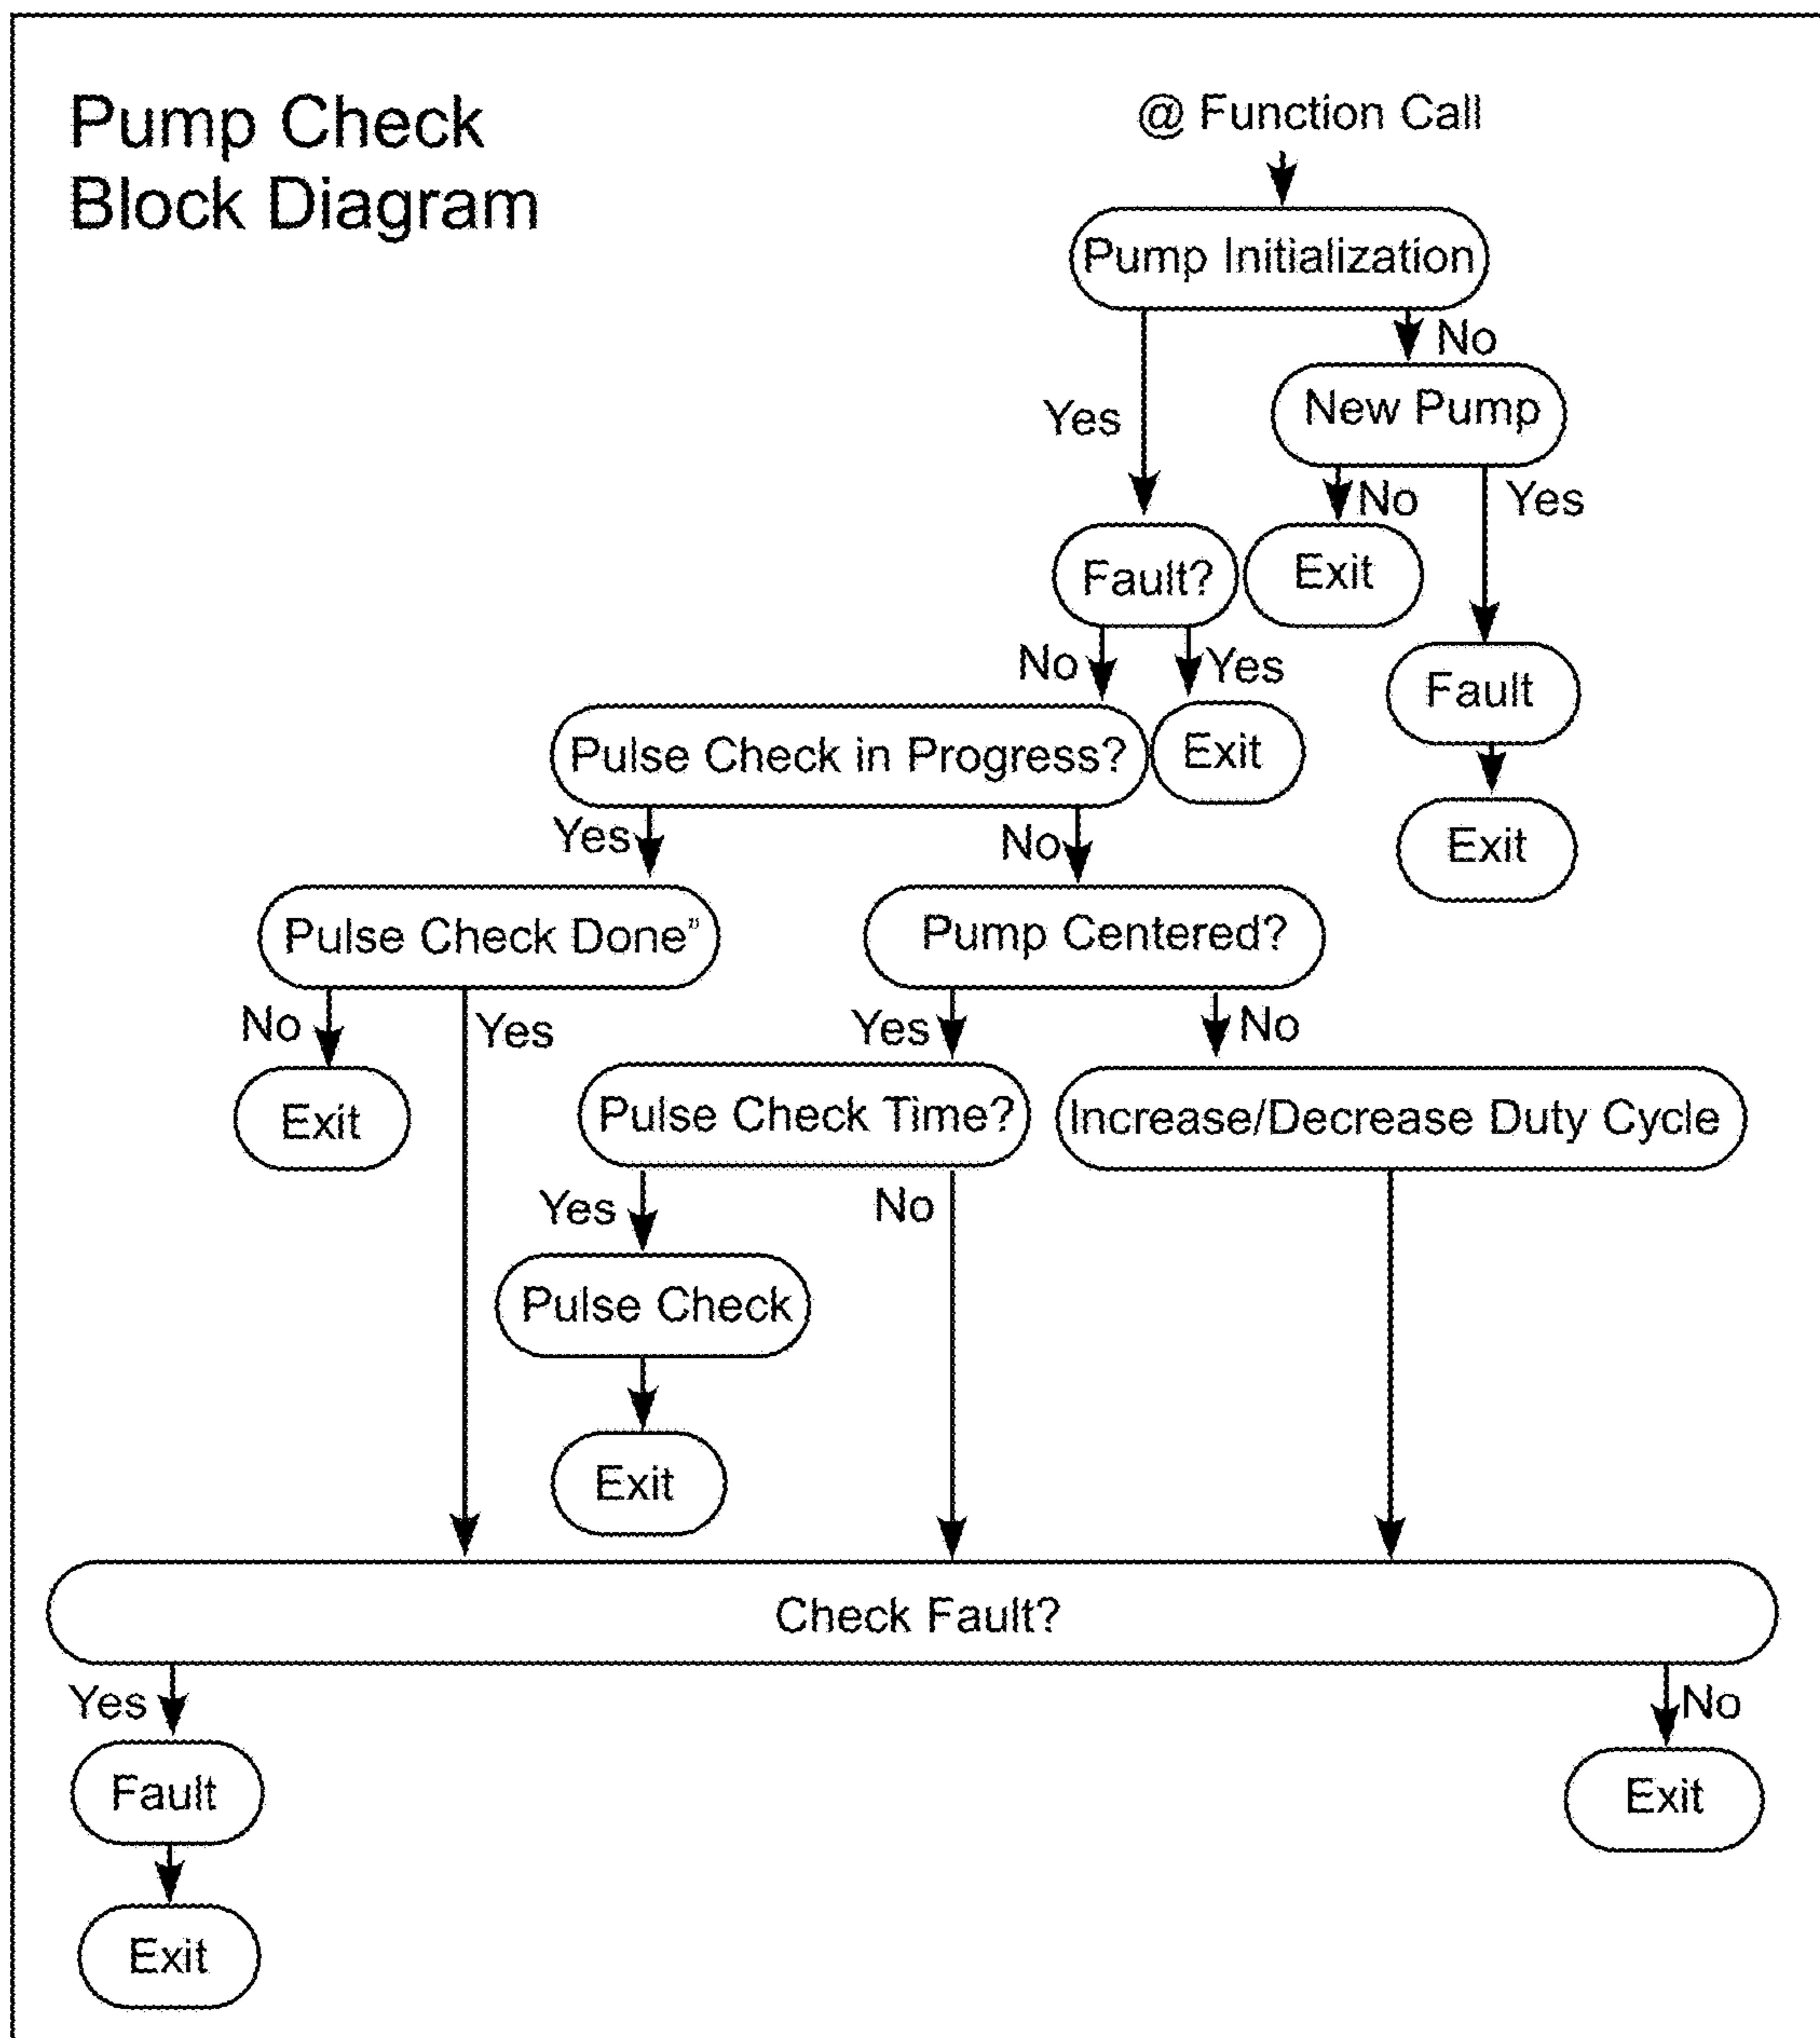 Pump Check
Block Diagram
@ Function Call
Pump Initialization
No
Yes
New Pump
No
Yes
Fault?
Exit
No
Yes
Fault
Pulse Check in Progress?
Exit
Yes
No
Exit
Pulse Check Done”
Pump Centered?
No
Yes
Yes
No
Exit
Pulse Check Time?
Increase/Decrease Duty Cycle
Yes
No
Pulse Check
Exit
Check Fault?
Yes
No
Fault
Exit
Exit